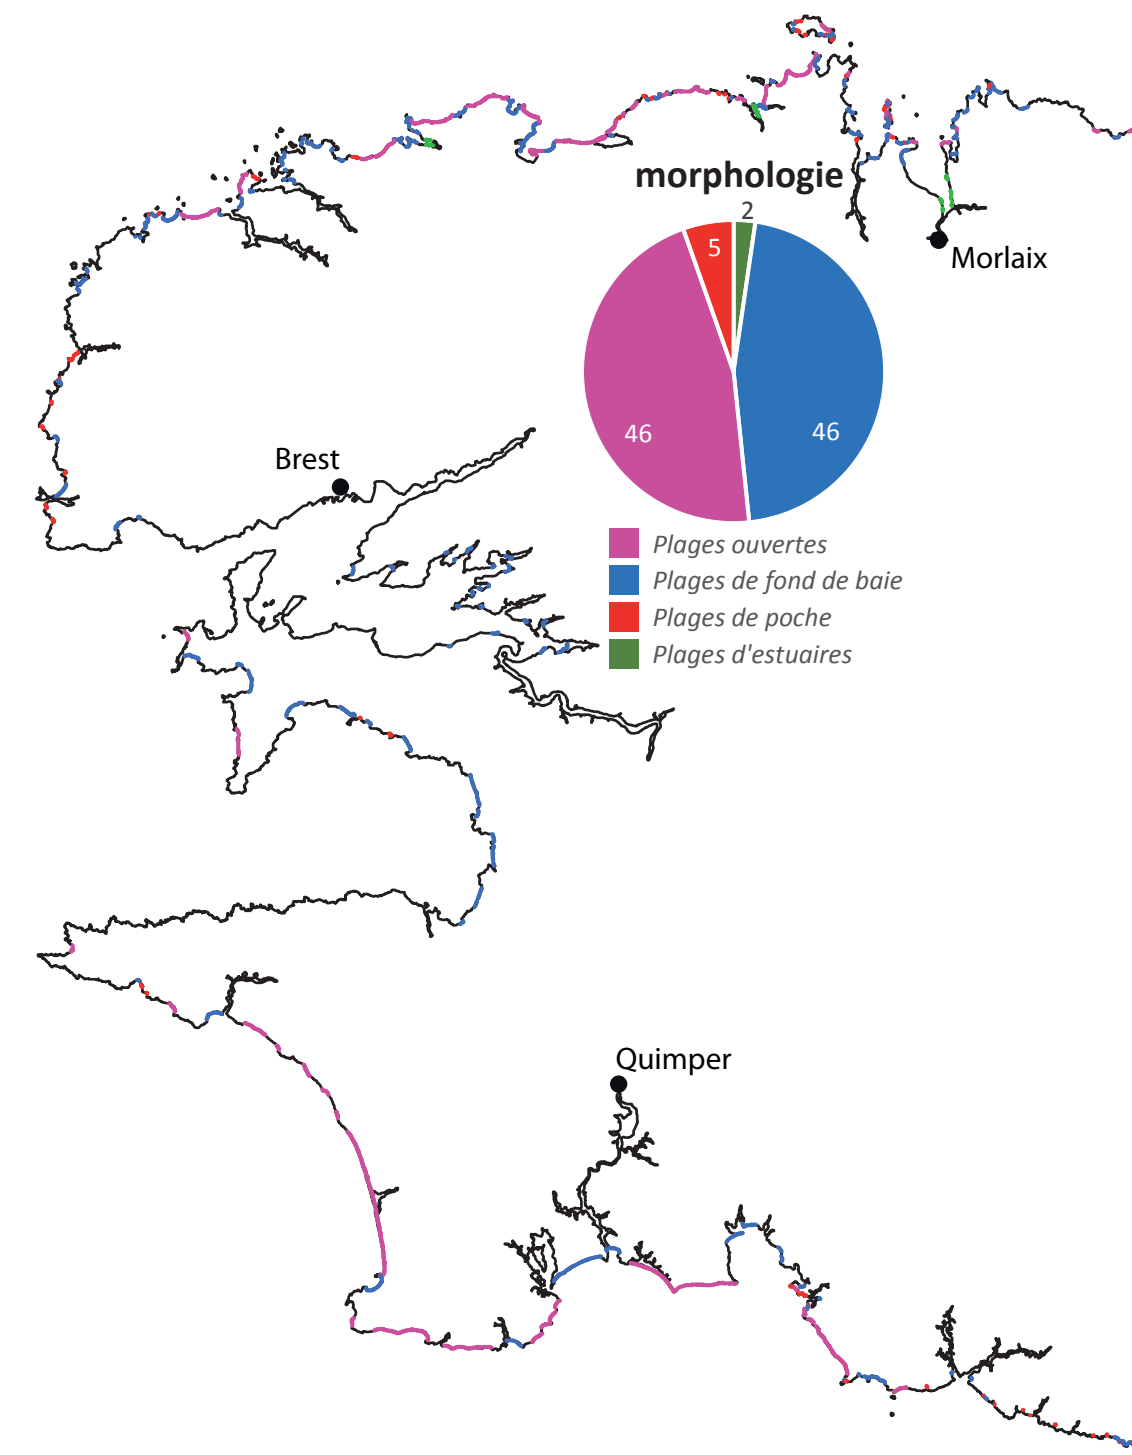 morphologie
2
5
Morlaix
46
46
Brest
Plages ouvertes
Plages de fond de baie
Plages de poche
Plages d'estuaires
Quimper